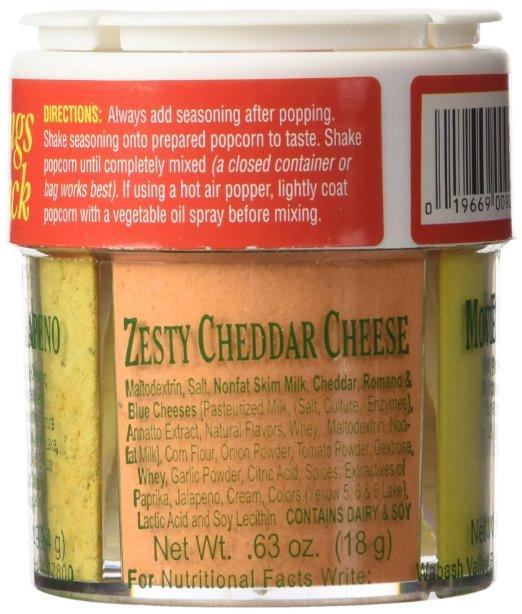 DIRECTIONS: Always add seasoning after popping.
Shake seasoning onto prepared popcorn to taste. Shake
popcorn until completely mixed (a closed container or
bag works best). If using a hot air popper, lightly coat
popcorn with a vegetable oil spray before mixing.
0 19669 00
ZESTY CHEDDAR CHEESE
Maltodextrin, Salt, Nonfat Skim Milk, Cheddar, Romano &
Blue Cheeses [Pasteurized Milk, (Salt, Culture, Enzymes),
Annatto Extract, Natural Flavors, Whey, Maltodextrin, Non-
fat Milk], Corn Flour, Onion Powder, Tomato Powder, Dextrose,
Whey, Garlic Powder, Citric Acid, Spices, Extractives of
Paprika, Jalapeno, Cream, Colors (Yellow 5, 6 & 6 Lake),
Lactic Acid and Soy Lecithin CONTAINS DAIRY & SOY
Net Wt. .63 oz. (18 g)
For Nutritional Facts Write:
Wabash Valley